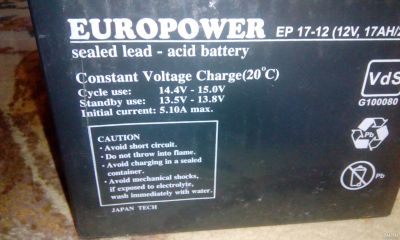 EUROPOWER EP 17-12 (12V, 17AH/
sealed lead - acid battery
Constant Voltage Charge(20°C)
Cycle use: 14.4V - 15.0V
Standby use: 13.5V - 13.8V
Initial current: 5.10A max.
VdS
G100080
CAUTION
• Avoid short circuit.
• Do not throw into flame.
• Avoid charging in a sealed
container.
• Avoid mechanical shocks,
if exposed to electrolyte,
wash immediately with water.
Pb
Pb
JAPAN TECH